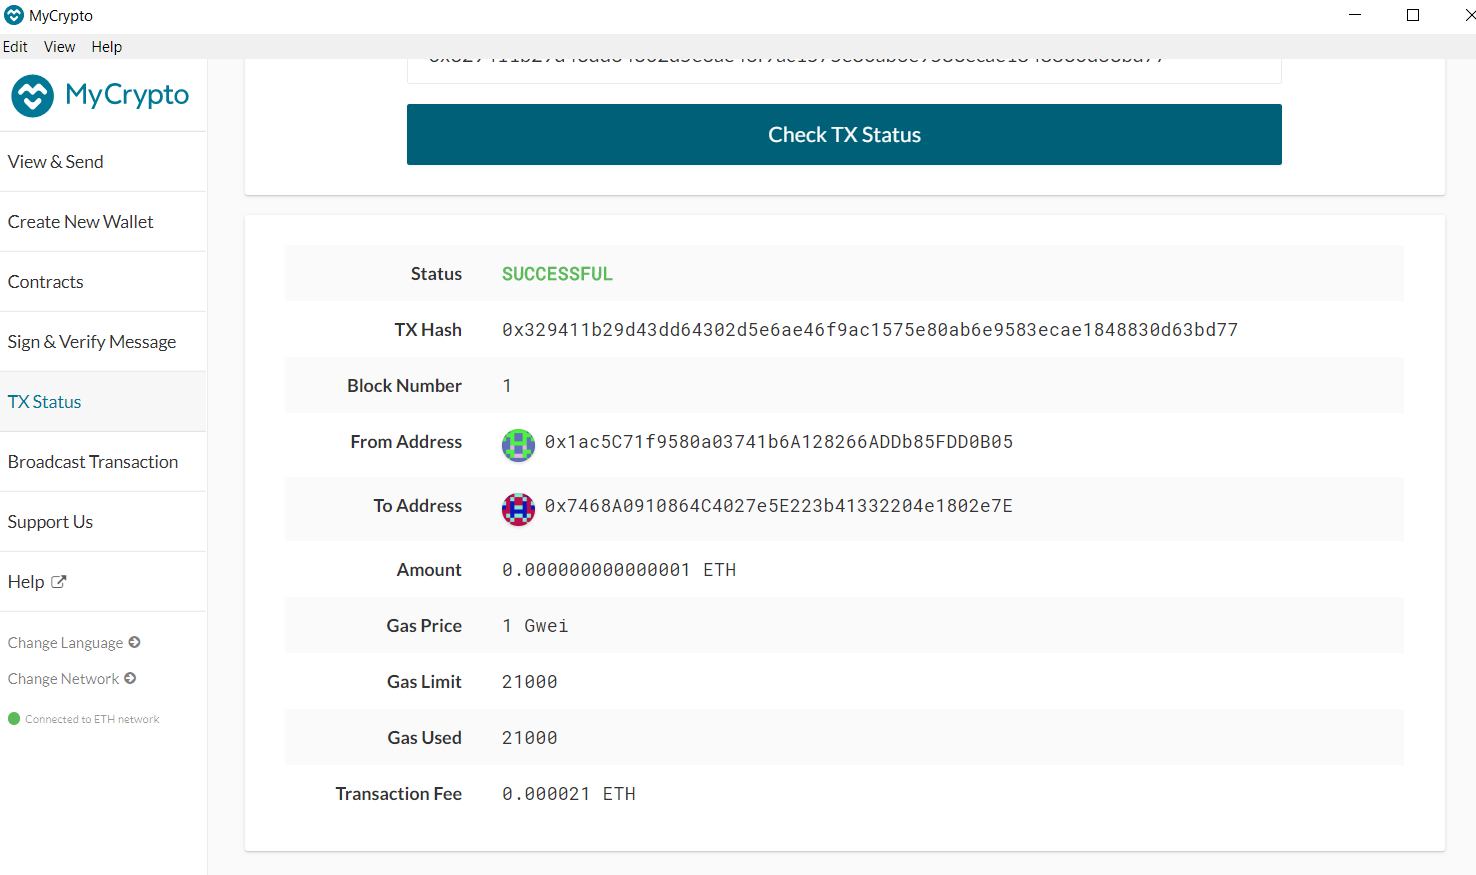 MyCrypto
Edit View Help
MyCrypto
View & Send
Create New Wallet
Contracts
Sign & Verify Message
TX Status
Broadcast Transaction
Support Us
Help
Change Language
Change Network
Connected to ETH network
Check TX Status
Status SUCCESSFUL
TX Hash 0x329411b29d43dd64302d5e6ae46f9ac1575e80ab6e9583ecae1848830d63bd77
Block Number 1
From Address 0x1ac5C71f9580a03741b6A128266ADDb85FDD0B05
To Address 0x7468A0910864C4027e5E223b41332204e1802e7E
Amount 0.000000000000001 ETH
Gas Price 1 Gwei
Gas Limit 21000
Gas Used 21000
Transaction Fee 0.000021 ETH